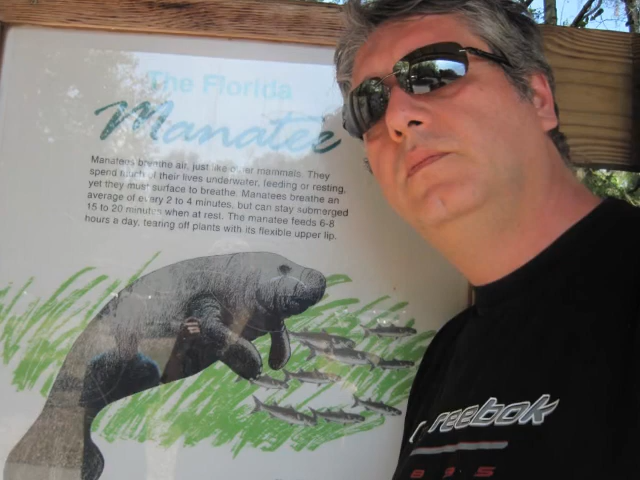 The Florida
Manatee
Manatees breathe air, just like other mammals. They
spend much of their lives underwater, feeding or resting,
yet they must surface to breathe. Manatees breathe an
average of every 2 to 4 minutes, but can stay submerged
15 to 20 minutes when at rest. The manatee feeds 6-8
hours a day, tearing off plants with its flexible upper lip.
reebok